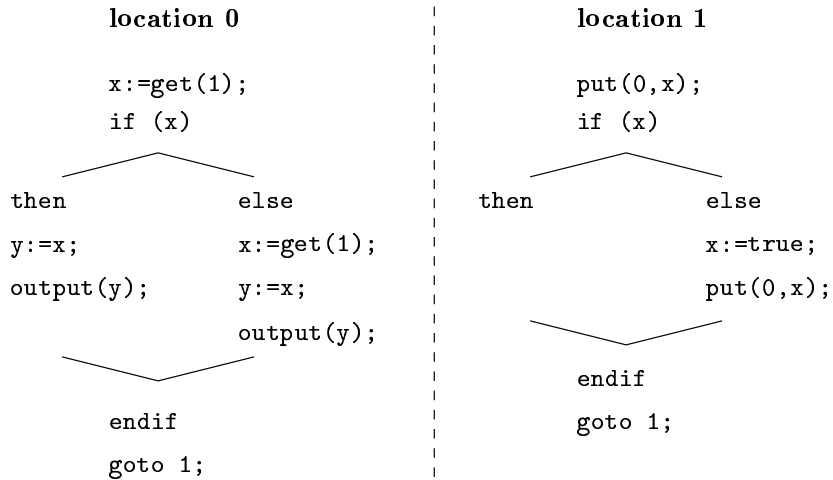 location 0
x:=get(1);
if (x)
then
y:=x;
output(y);
else
x:=get(1);
y:=x;
output(y);
endif
goto 1;
location 1
put(0,x);
if (x)
then
else
x:=true;
put(0,x);
endif
goto 1;